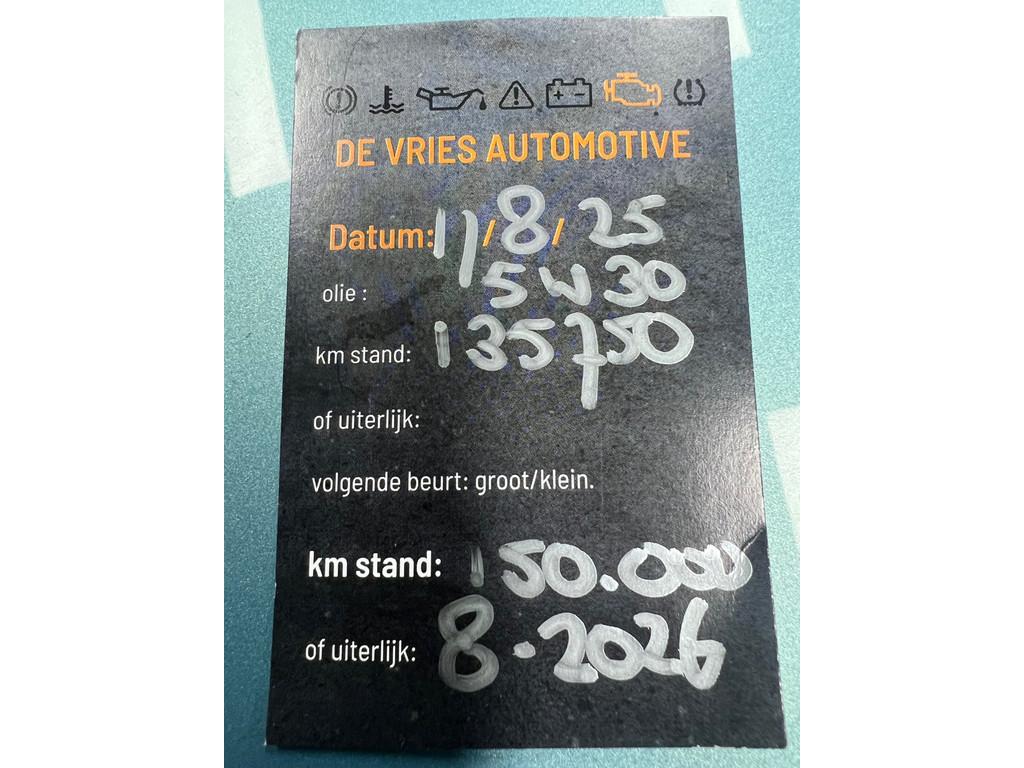 DE VRIES AUTOMOTIVE
Datum: 11/8/25
olie : 5W30
km stand: 135750
of uiterlijk:
volgende beurt: groot/klein.
km stand: 150.000
of uiterlijk: 8.2026